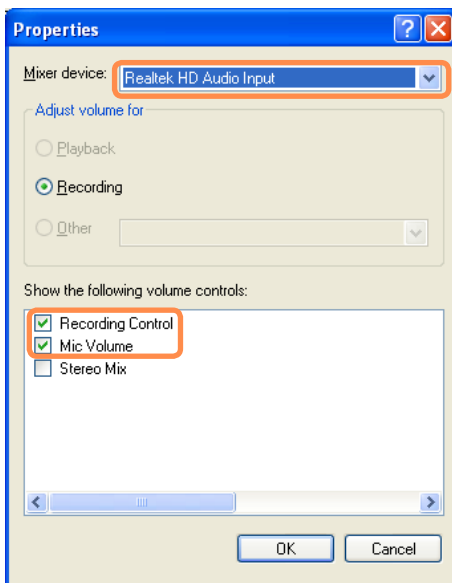 Properties
Mixer device: Realtek HD Audio Input
Adjust volume for
Playback
Recording
Other
Show the following volume controls:
Recording Control
Mic Volume
Stereo Mix
OK Cancel